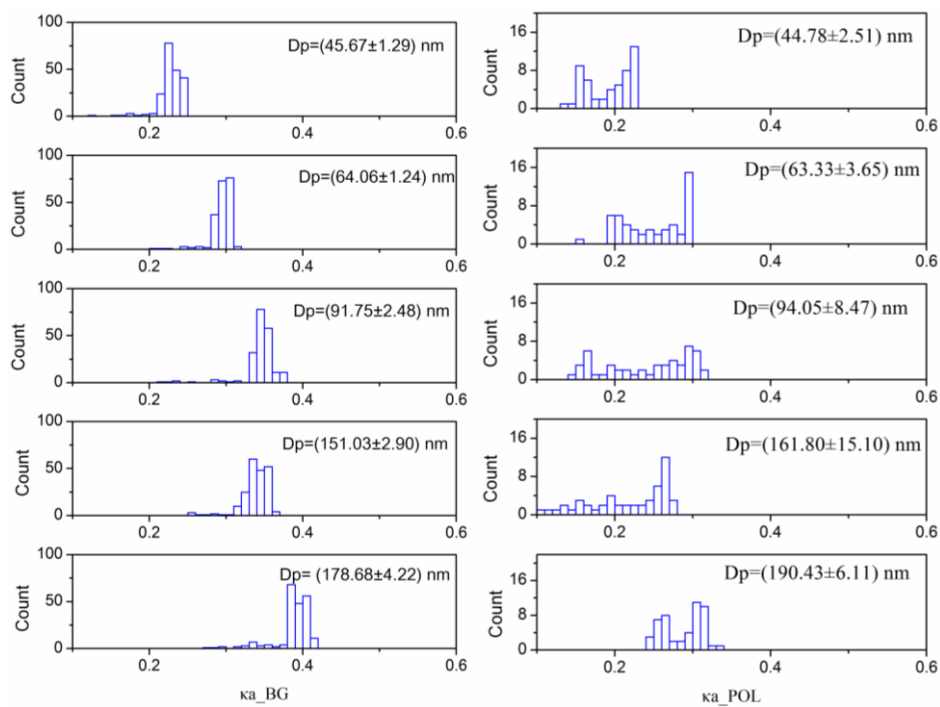 100
50
0
Count
Dp=(45.67±1.29) nm
0.2
0.4
0.6
16
8
0
Count
Dp=(44.78±2.51) nm
0.2
0.4
0.6
100
50
0
Count
Dp=(64.06±1.24) nm
0.2
0.4
0.6
16
8
0
Count
Dp=(63.33±3.65) nm
0.2
0.4
0.6
100
50
0
Count
Dp=(91.75±2.48) nm
0.2
0.4
0.6
16
8
0
Count
Dp=(94.05±8.47) nm
0.2
0.4
0.6
100
50
0
Count
Dp=(151.03±2.90) nm
0.2
0.4
0.6
16
8
0
Count
Dp=(161.80±15.10) nm
0.2
0.4
0.6
100
50
0
Count
Dp= (178.68±4.22) nm
0.2
0.4
0.6
κa_BG
16
8
0
Count
Dp=(190.43±6.11) nm
0.2
0.4
0.6
κa_POL